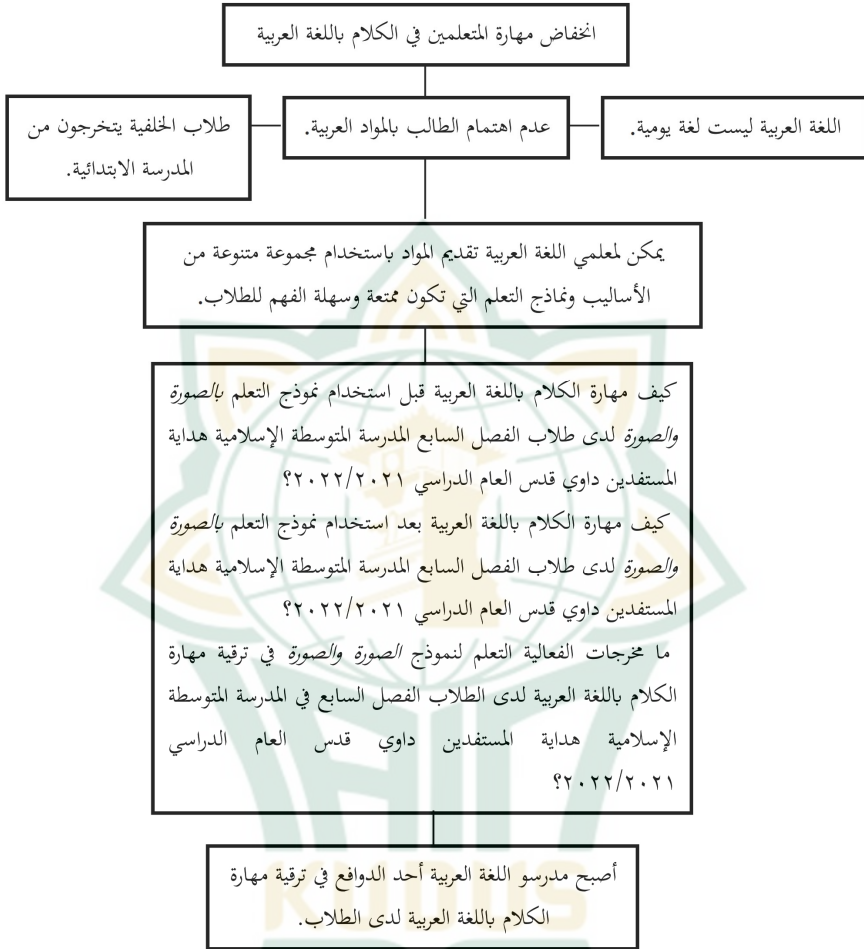 انخفاض مهارة المتعلمين في الكلام باللغة العربية
اللغة العربية ليست لغة يومية.
عدم اهتمام الطالب بالمواد العربية.
طلاب الخلفية يتخرجون من
المدرسة الابتدائية.
يمكن لمعلمي اللغة العربية تقديم المواد باستخدام مجموعة متنوعة من
الأساليب ونماذج التعلم التي تكون ممتعة وسهلة الفهم للطلاب.
كيف مهارة الكلام باللغة العربية قبل استخدام نموذج التعلم بالصورة
والصورة لدى طلاب الفصل السابع المدرسة المتوسطة الإسلامية هداية
المستفدين داوي قدس العام الدراسي ٢٠٢٢/٢٠٢١؟
كيف مهارة الكلام باللغة العربية بعد استخدام نموذج التعلم بالصورة
والصورة لدى طلاب الفصل السابع المدرسة المتوسطة الإسلامية هداية
المستفدين داوي قدس العام الدراسي ٢٠٢٢/٢٠٢١؟
ما مخرجات الفعالية التعلم لنموذج الصورة والصورة في ترقية مهارة
الكلام باللغة العربية لدى الطلاب الفصل السابع في المدرسة المتوسطة
الإسلامية هداية المستفدين داوي قدس العام الدراسي
٢٠٢٢/٢٠٢١؟
أصبح مدرسو اللغة العربية أحد الدوافع في ترقية مهارة
الكلام باللغة العربية لدى الطلاب.
KUDUS